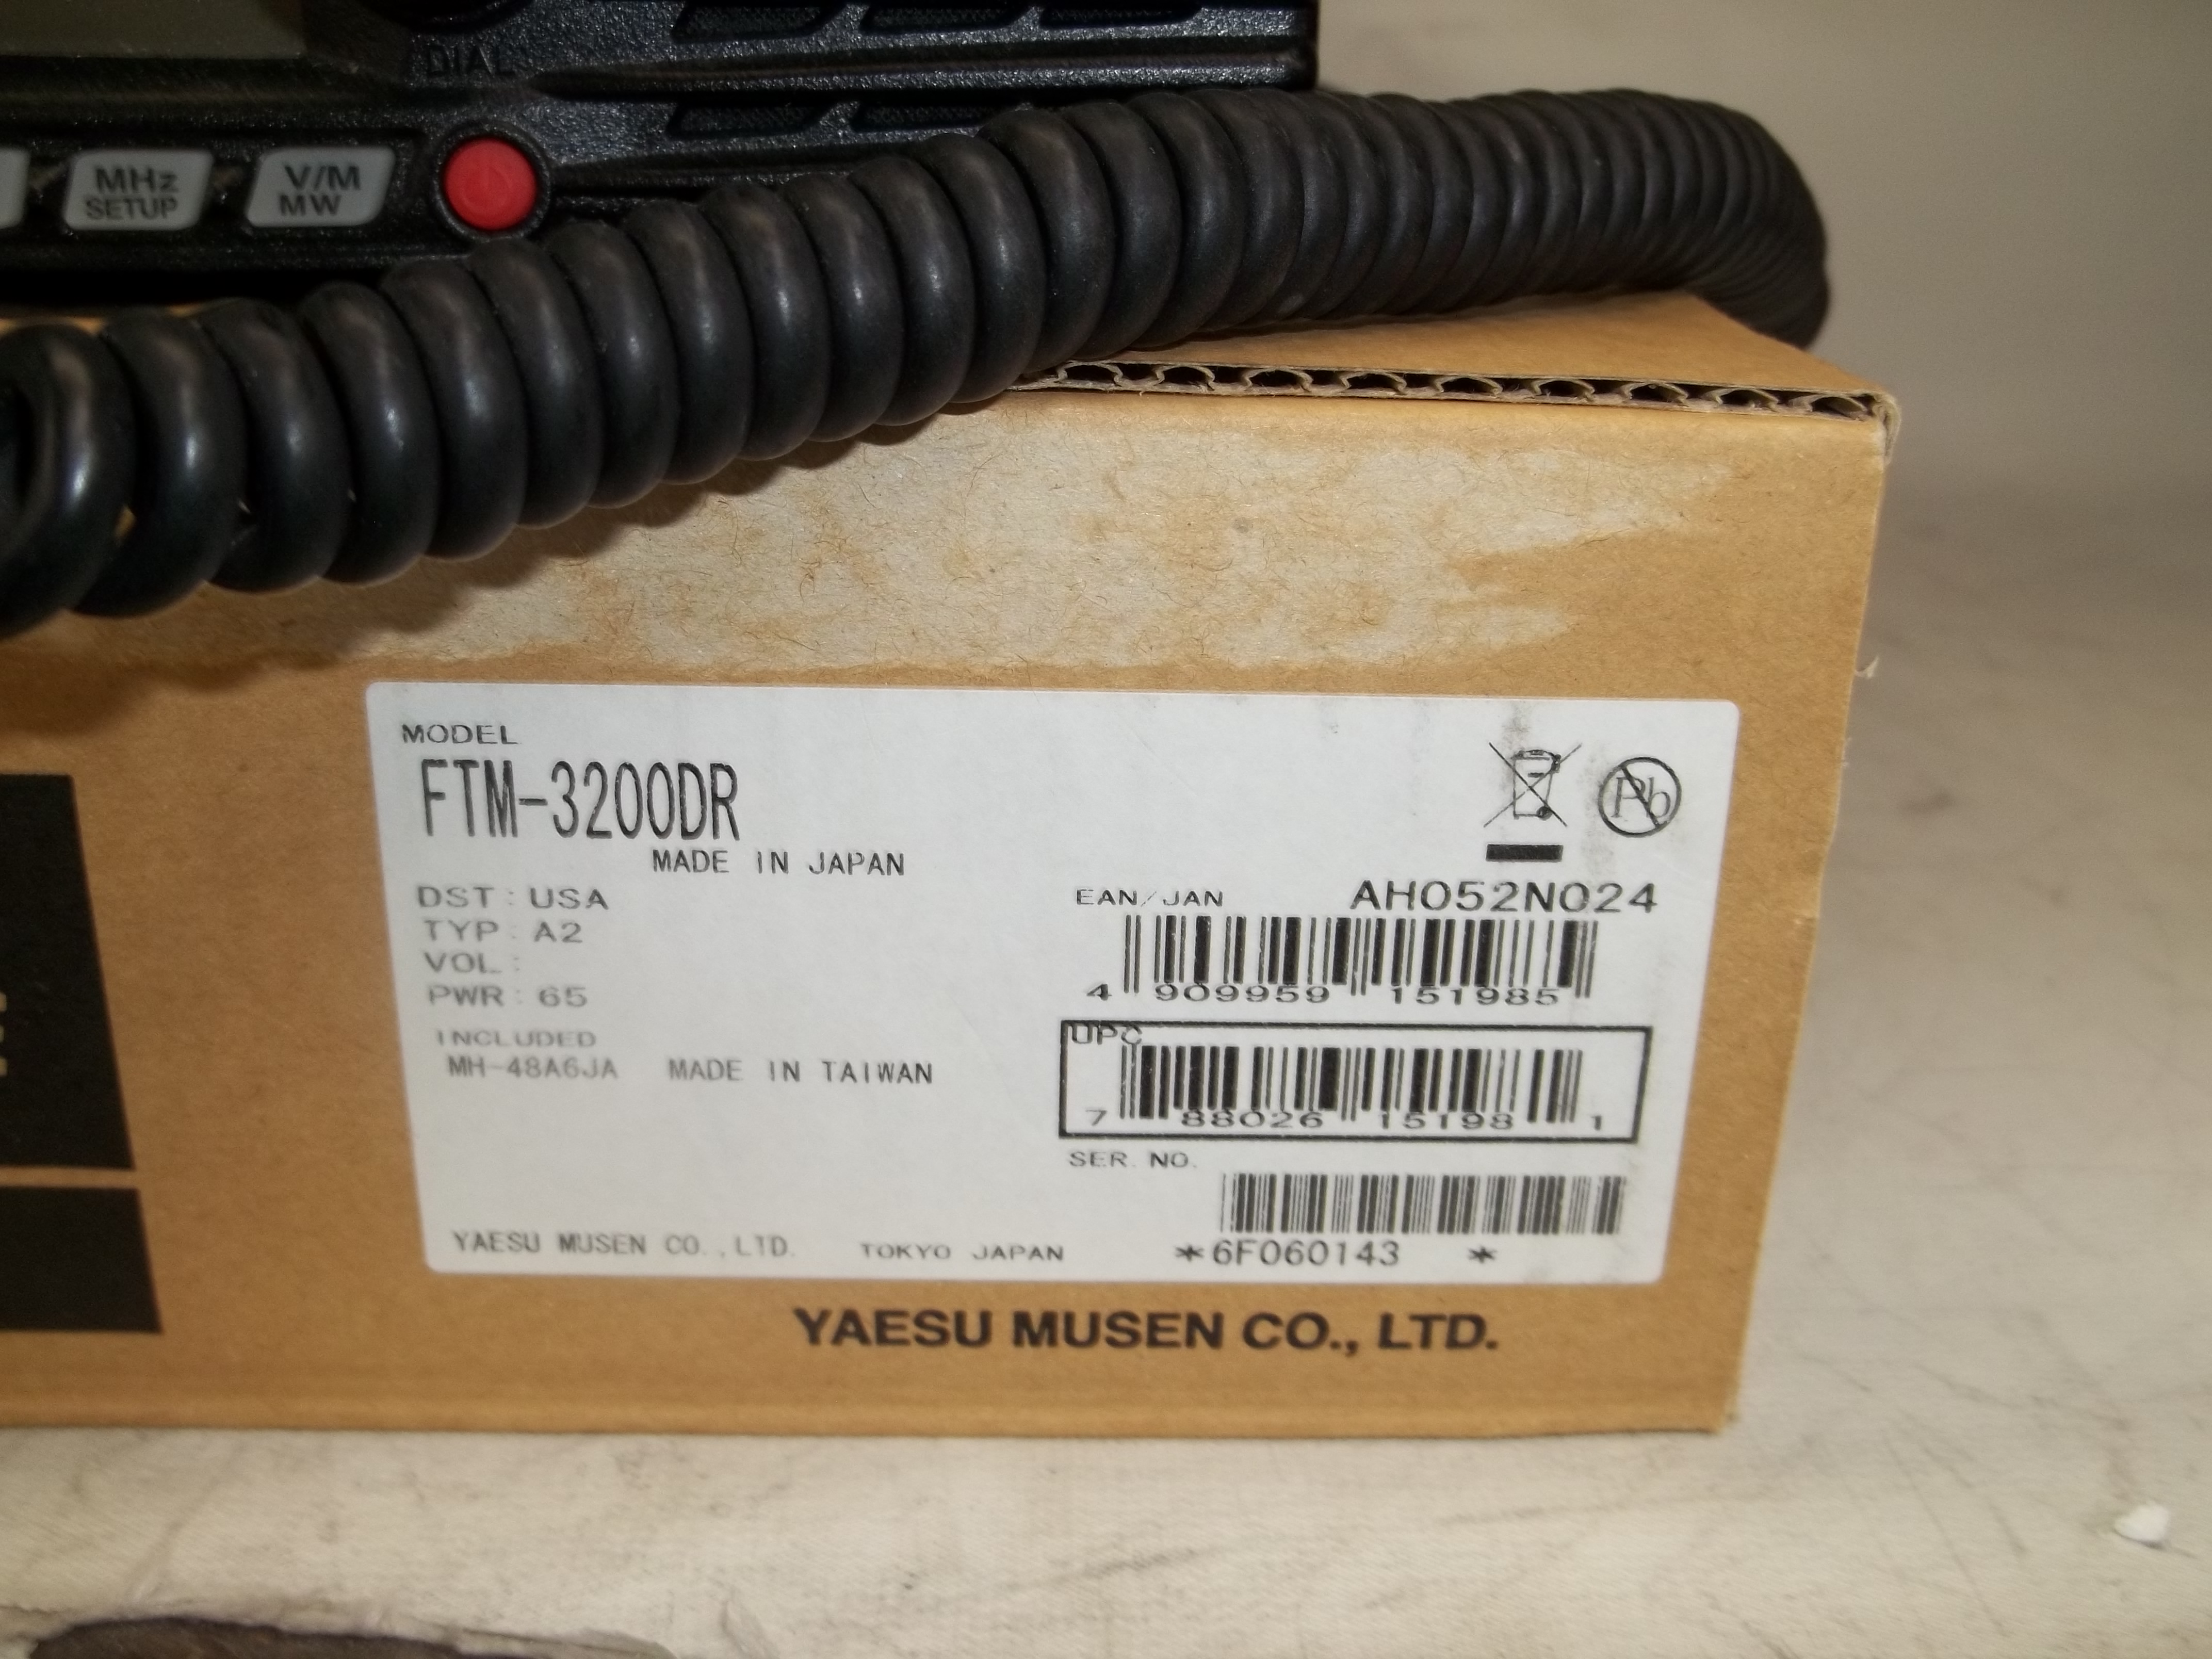 DIAL
MHz
SETUP
V/M
MW
MODEL
FTM-3200DR
MADE IN JAPAN
DST : USA
TYP : A2
VOL :
PWR : 65
INCLUDED
MH-48A6JA MADE IN TAIWAN
Pb
EAN/JAN AH052N024
4 909959 151985
UPC
7 88026 15198 1
SER. NO.
*6F060143 *
YAESU MUSEN CO.,LTD. TOKYO JAPAN
YAESU MUSEN CO., LTD.